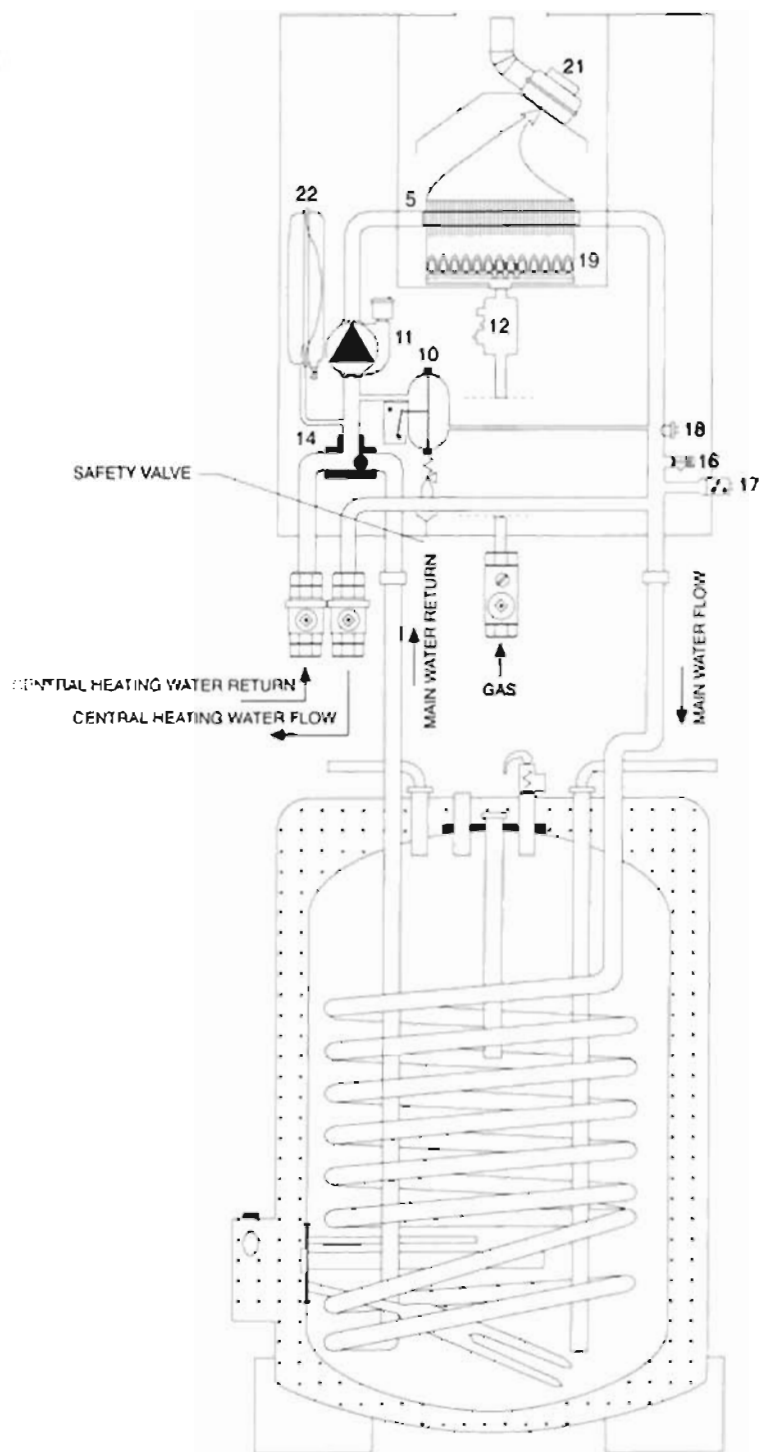 21
22
5
19
12
11
10
14
18
16
17
SAFETY VALVE
MAIN WATER RETURN
MAIN WATER FLOW
GAS
CENTRAL HEATING WATER RETURN
CENTRAL HEATING WATER FLOW